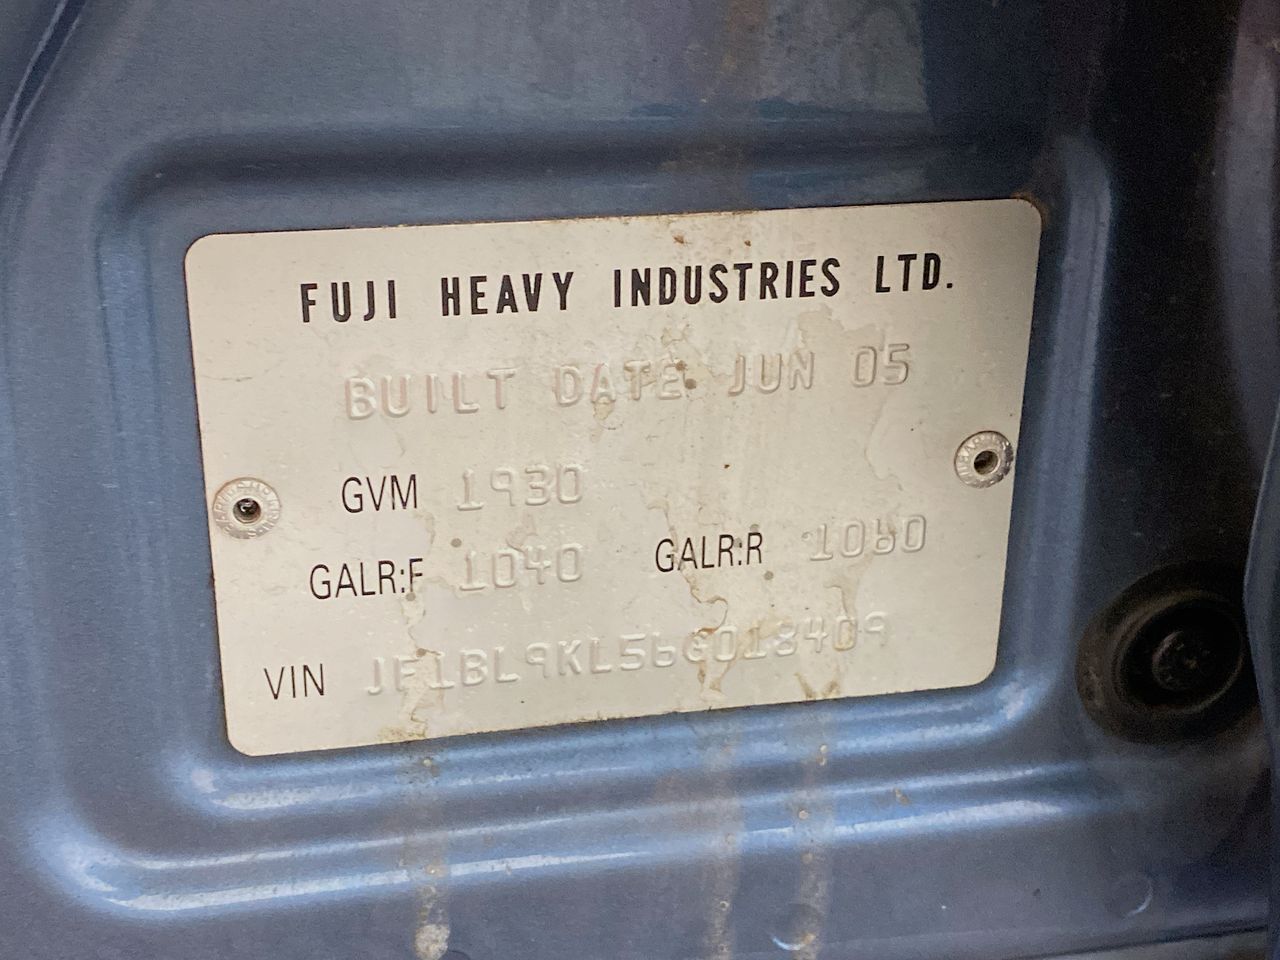 FUJI HEAVY INDUSTRIES LTD.
BUILT DATE JUN 05
GVM 1930
GALR:F 1040 GALR:R 1080
VIN JF1BL9KL56G018409